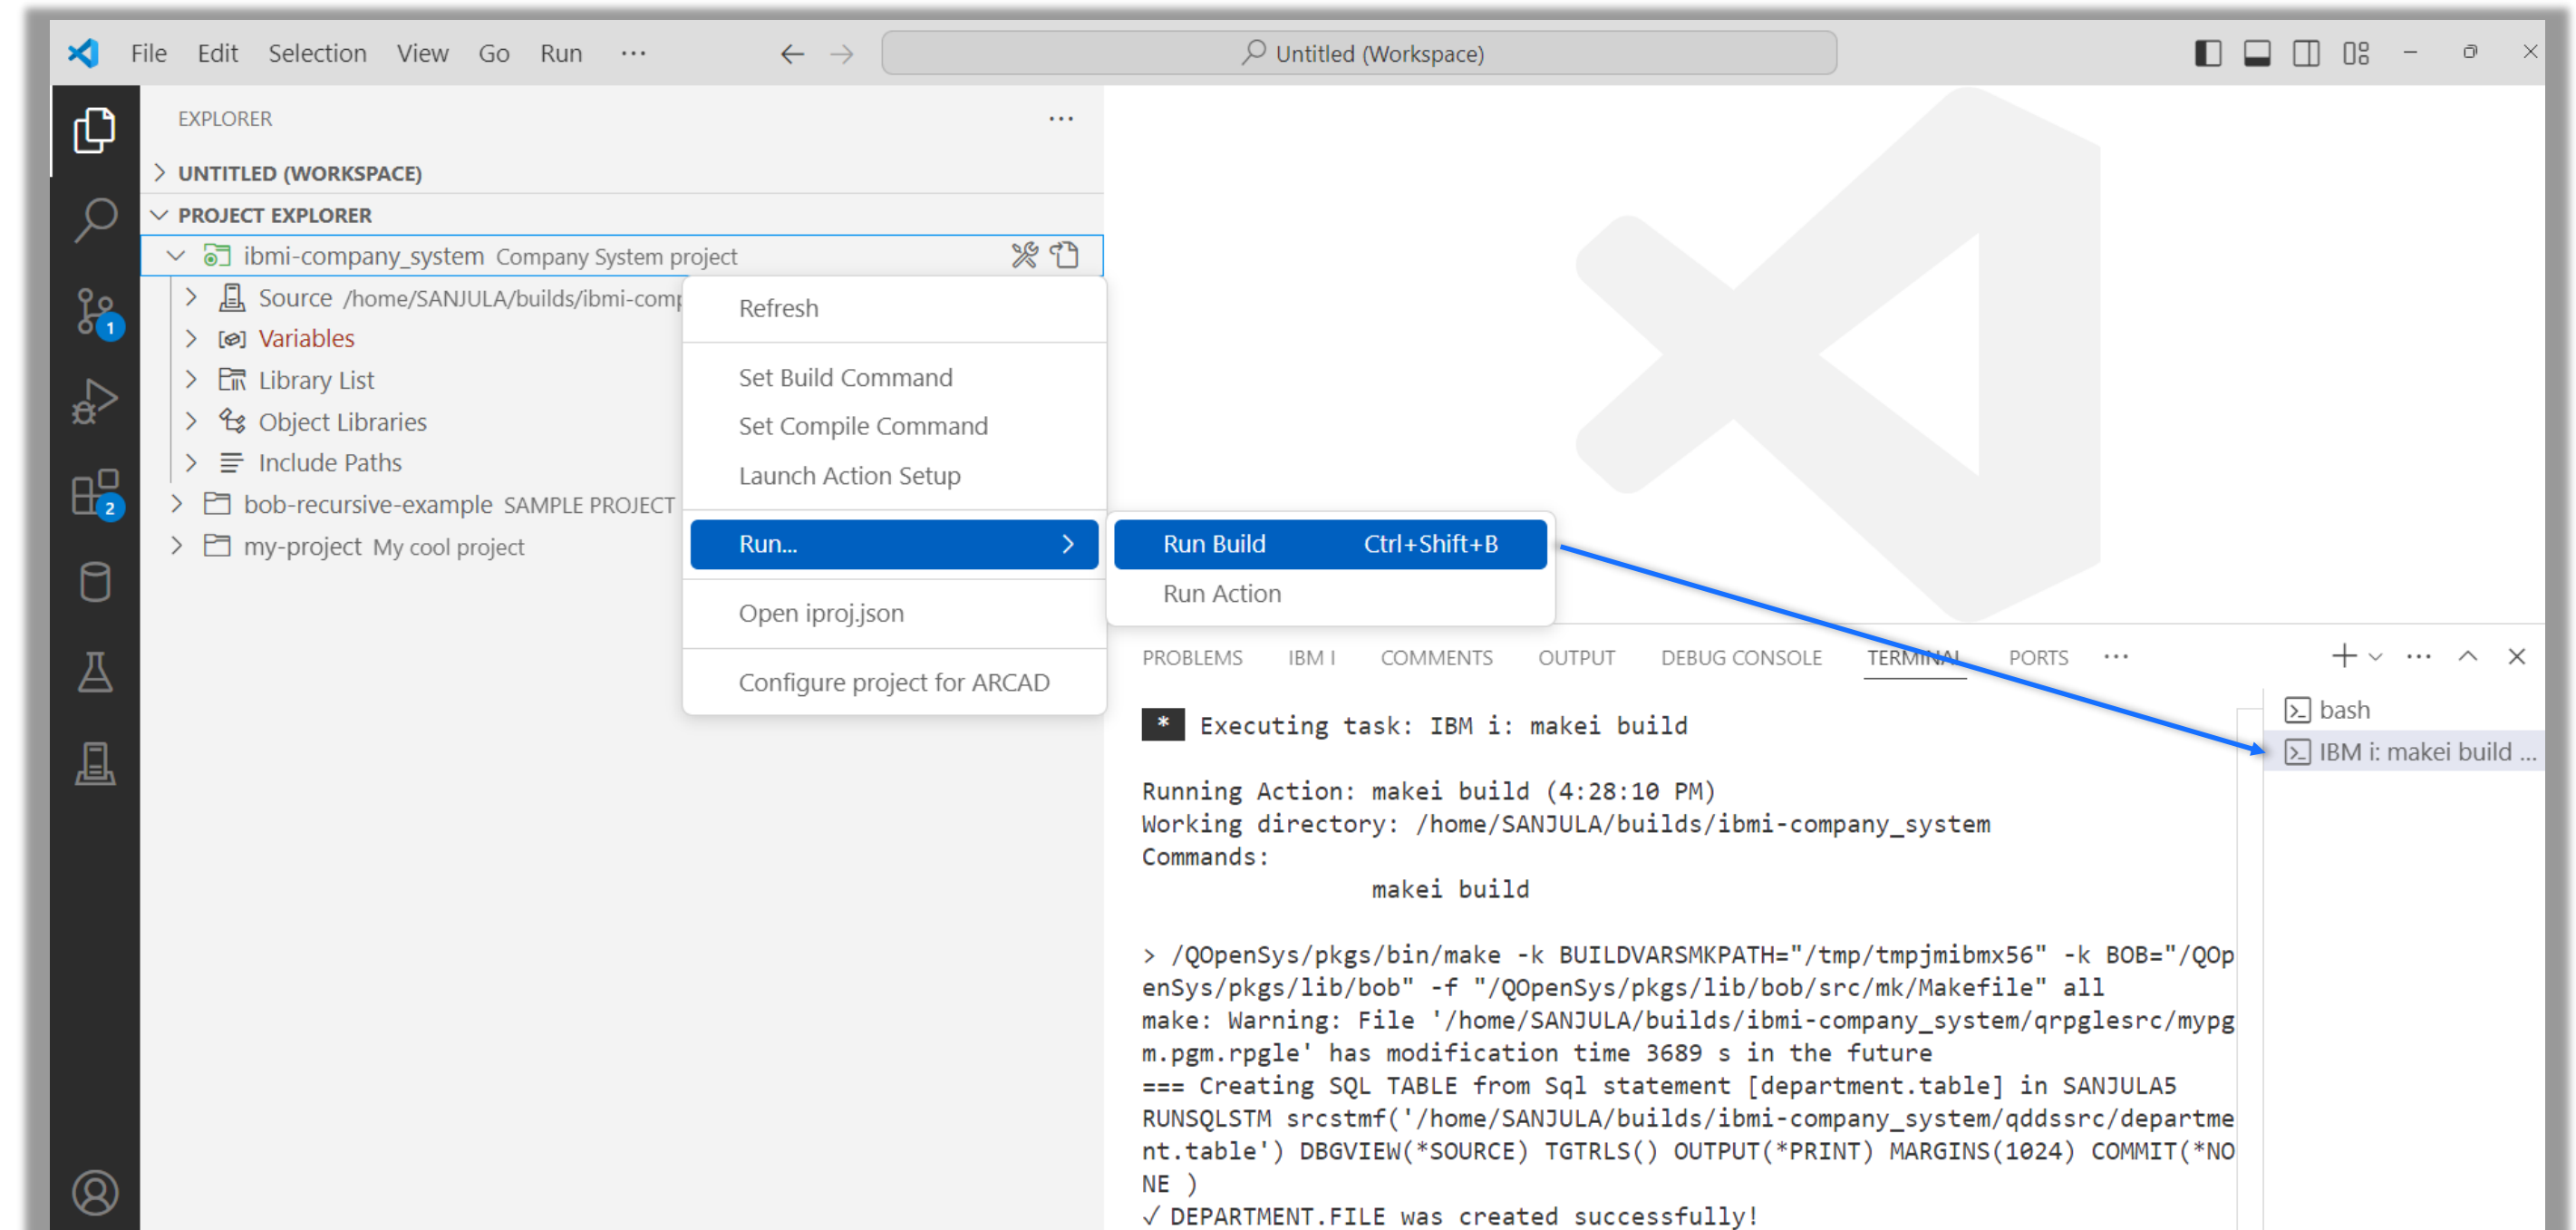 File Edit Selection View Go Run ... Untitled (Workspace)
EXPLORER ...
UNTITLED (WORKSPACE)
PROJECT EXPLORER
ibmi-company_system Company System project
Source /home/SANJULA/builds/ibmi-comp
Variables
Library List
Object Libraries
Include Paths
bob-recursive-example SAMPLE PROJECT
my-project My cool project
1
2
Refresh
Set Build Command
Set Compile Command
Launch Action Setup
Run...
Open iproj.json
Configure project for ARCAD
Run Build Ctrl+Shift+B
Run Action
PROBLEMS IBM I COMMENTS OUTPUT DEBUG CONSOLE TERMINAL PORTS ...
* Executing task: IBM i: makei build
Running Action: makei build (4:28:10 PM)
Working directory: /home/SANJULA/builds/ibmi-company_system
Commands:
makei build
> /QOpenSys/pkgs/bin/make -k BUILDVARSMKPATH="/tmp/tmpjmibmx56" -k BOB="/QOp
enSys/pkgs/lib/bob" -f "/QOpenSys/pkgs/lib/bob/src/mk/Makefile" all
make: Warning: File '/home/SANJULA/builds/ibmi-company_system/qrpglesrc/mypg
m.pgm.rpgle' has modification time 3689 s in the future
=== Creating SQL TABLE from Sql statement [department.table] in SANJULA5
RUNSQLSTM srcstmf('/home/SANJULA/builds/ibmi-company_system/qddssrc/departme
nt.table') DBGVIEW(*SOURCE) TGTRLS() OUTPUT(*PRINT) MARGINS(1024) COMMIT(*NO
NE )
✓ DEPARTMENT.FILE was created successfully!
bash
IBM i: makei build ...